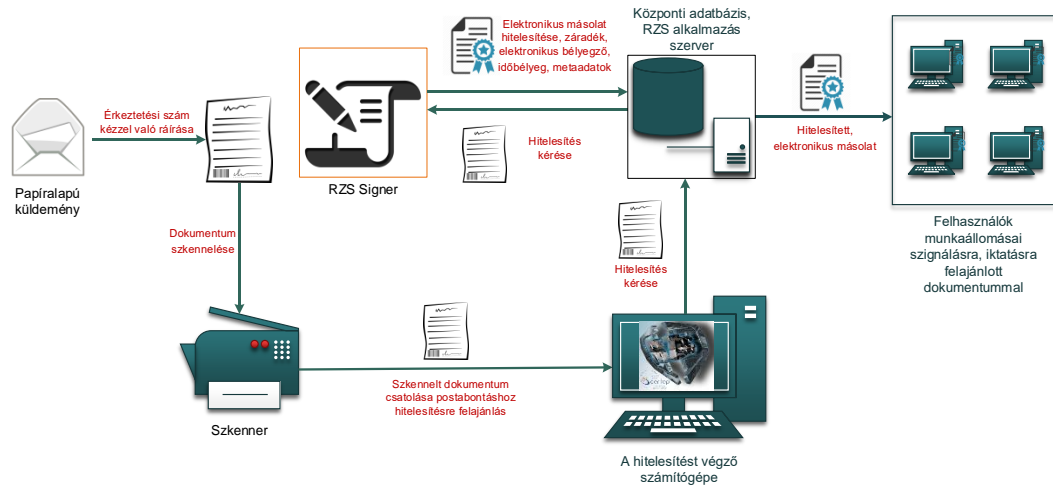 Elektronikus másolat
hitelesítése, záradék,
elektronikus bélyegző,
időbélyeg, metaadatok
Központi adatbázis,
RZS alkalmazás
szerver
Érkeztetési szám
kézzel való ráírása
Papíralapú
küldemény
RZS Signer
Hitelesítés
kérése
Hitelesített,
elektronikus másolat
Felhasználók
munkaállomásai
szignálásra, iktatásra
felajánlott
dokumentummal
Dokumentum
szkennelése
Hitelesítés
kérése
Szkennelt dokumentum
csatolása postabontáshoz
hitelesítésre felajánlás
Szkenner
A hitelesítést végző
számítógépe